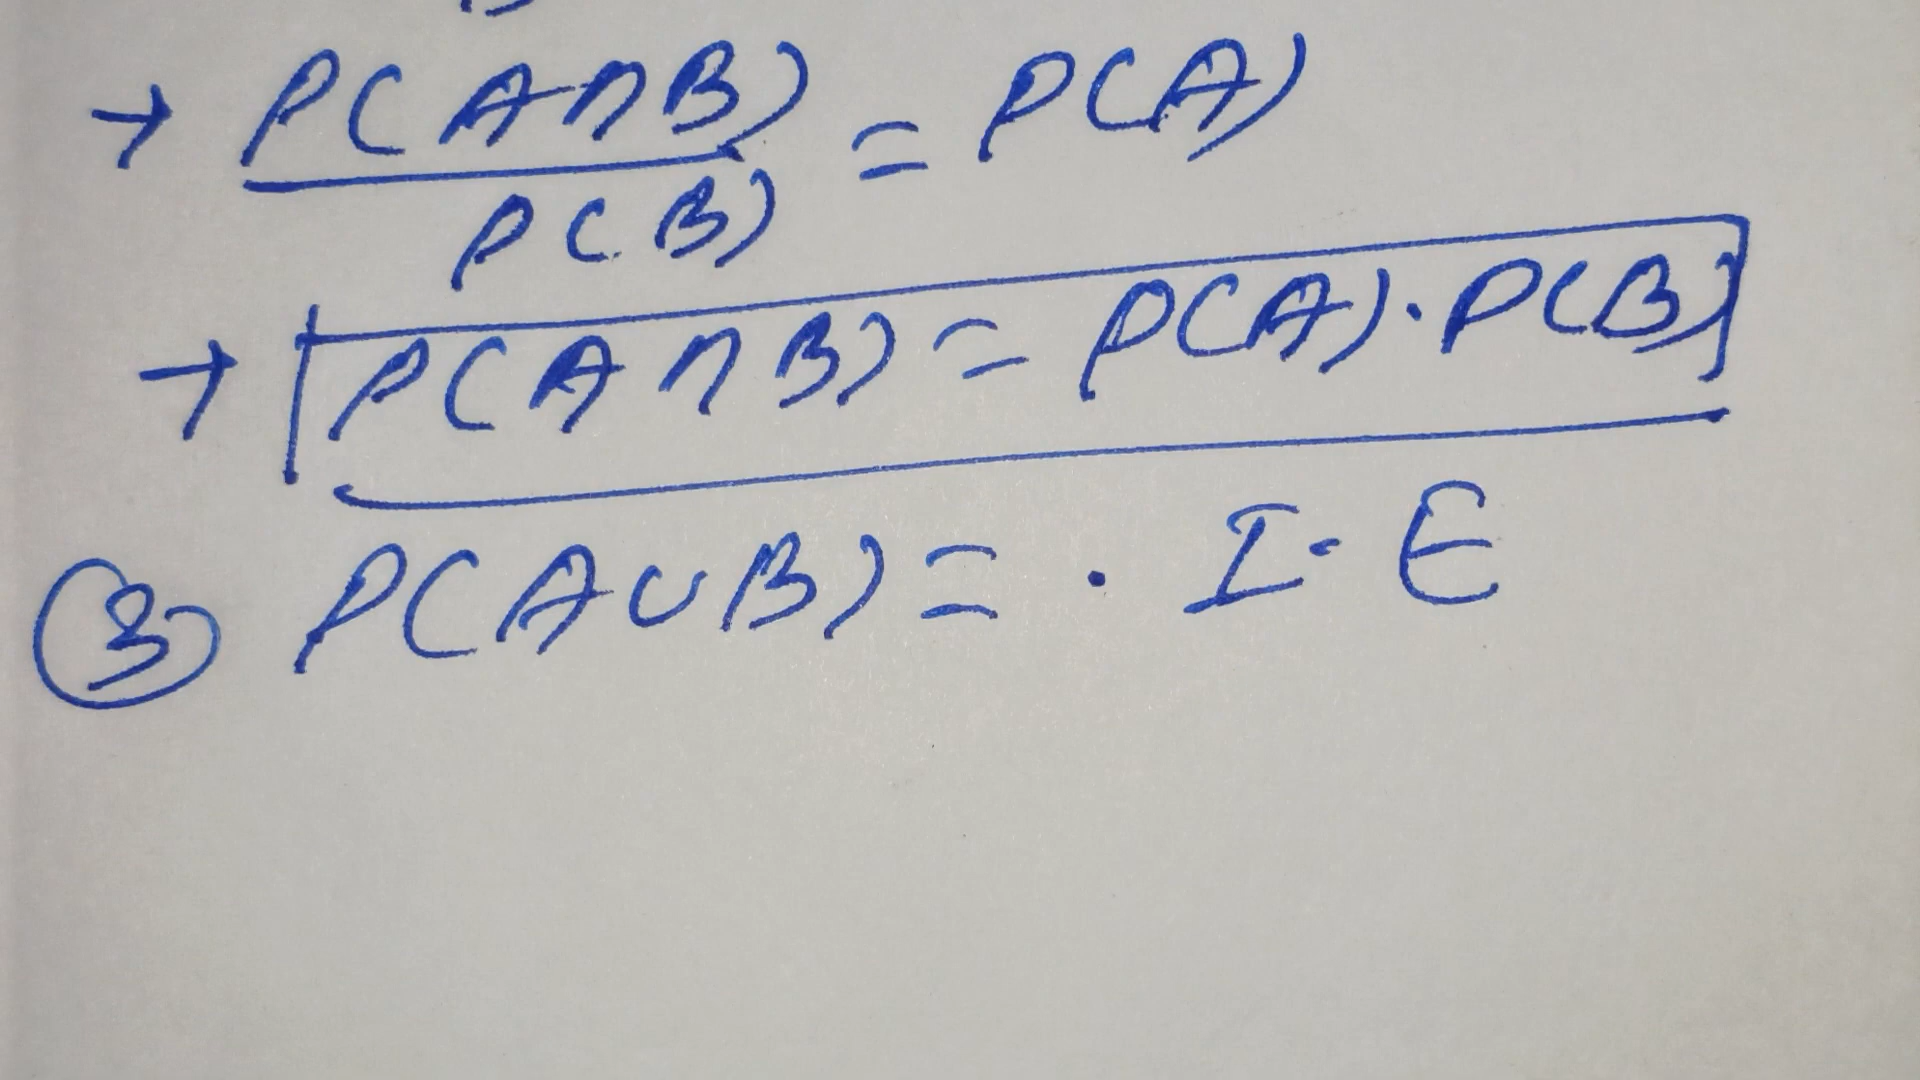 → P(A∩B) = P(A)
P(B)
→ P(A∩B) = P(A).P(B)
③ P(A∪B) = . I-E